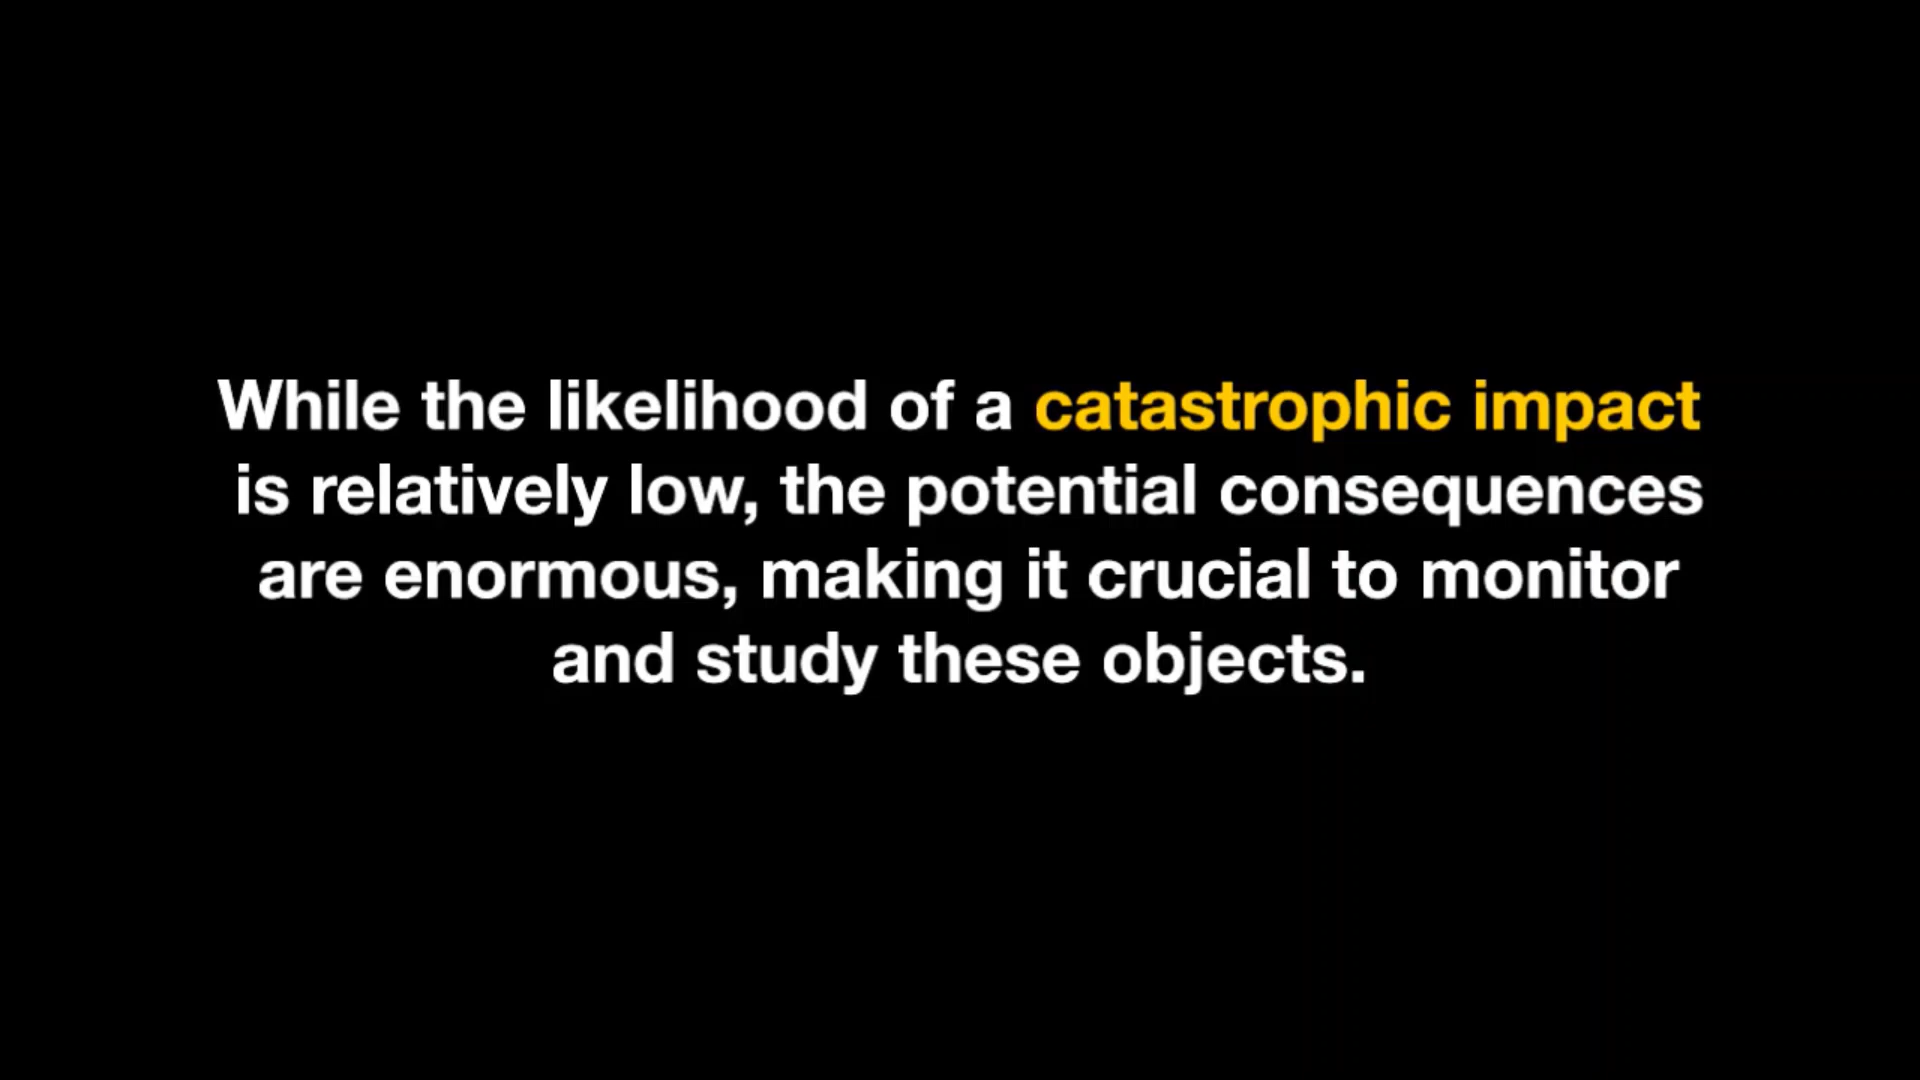 While the likelihood of a catastrophic impact
is relatively low, the potential consequences
are enormous, making it crucial to monitor
and study these objects.